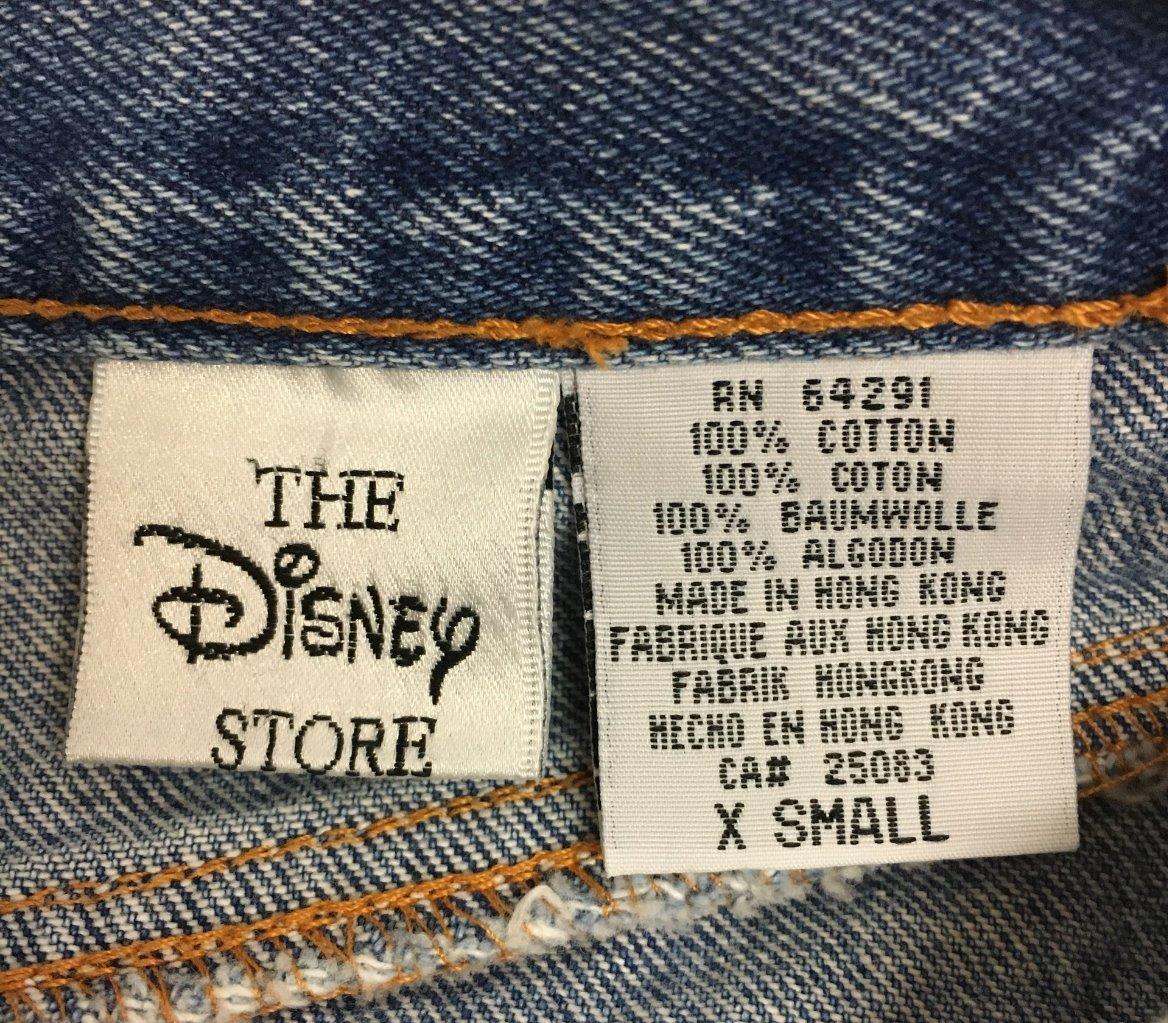 THE
DISNEY
STORE
RN 64291
100% COTTON
100% COTON
100% BAUMWOLLE
100% ALGODON
MADE IN HONG KONG
FABRIQUE AUX HONG KONG
FABRIK HONGKONG
HECHO EN HONG KONG
CA# 25083
X SMALL